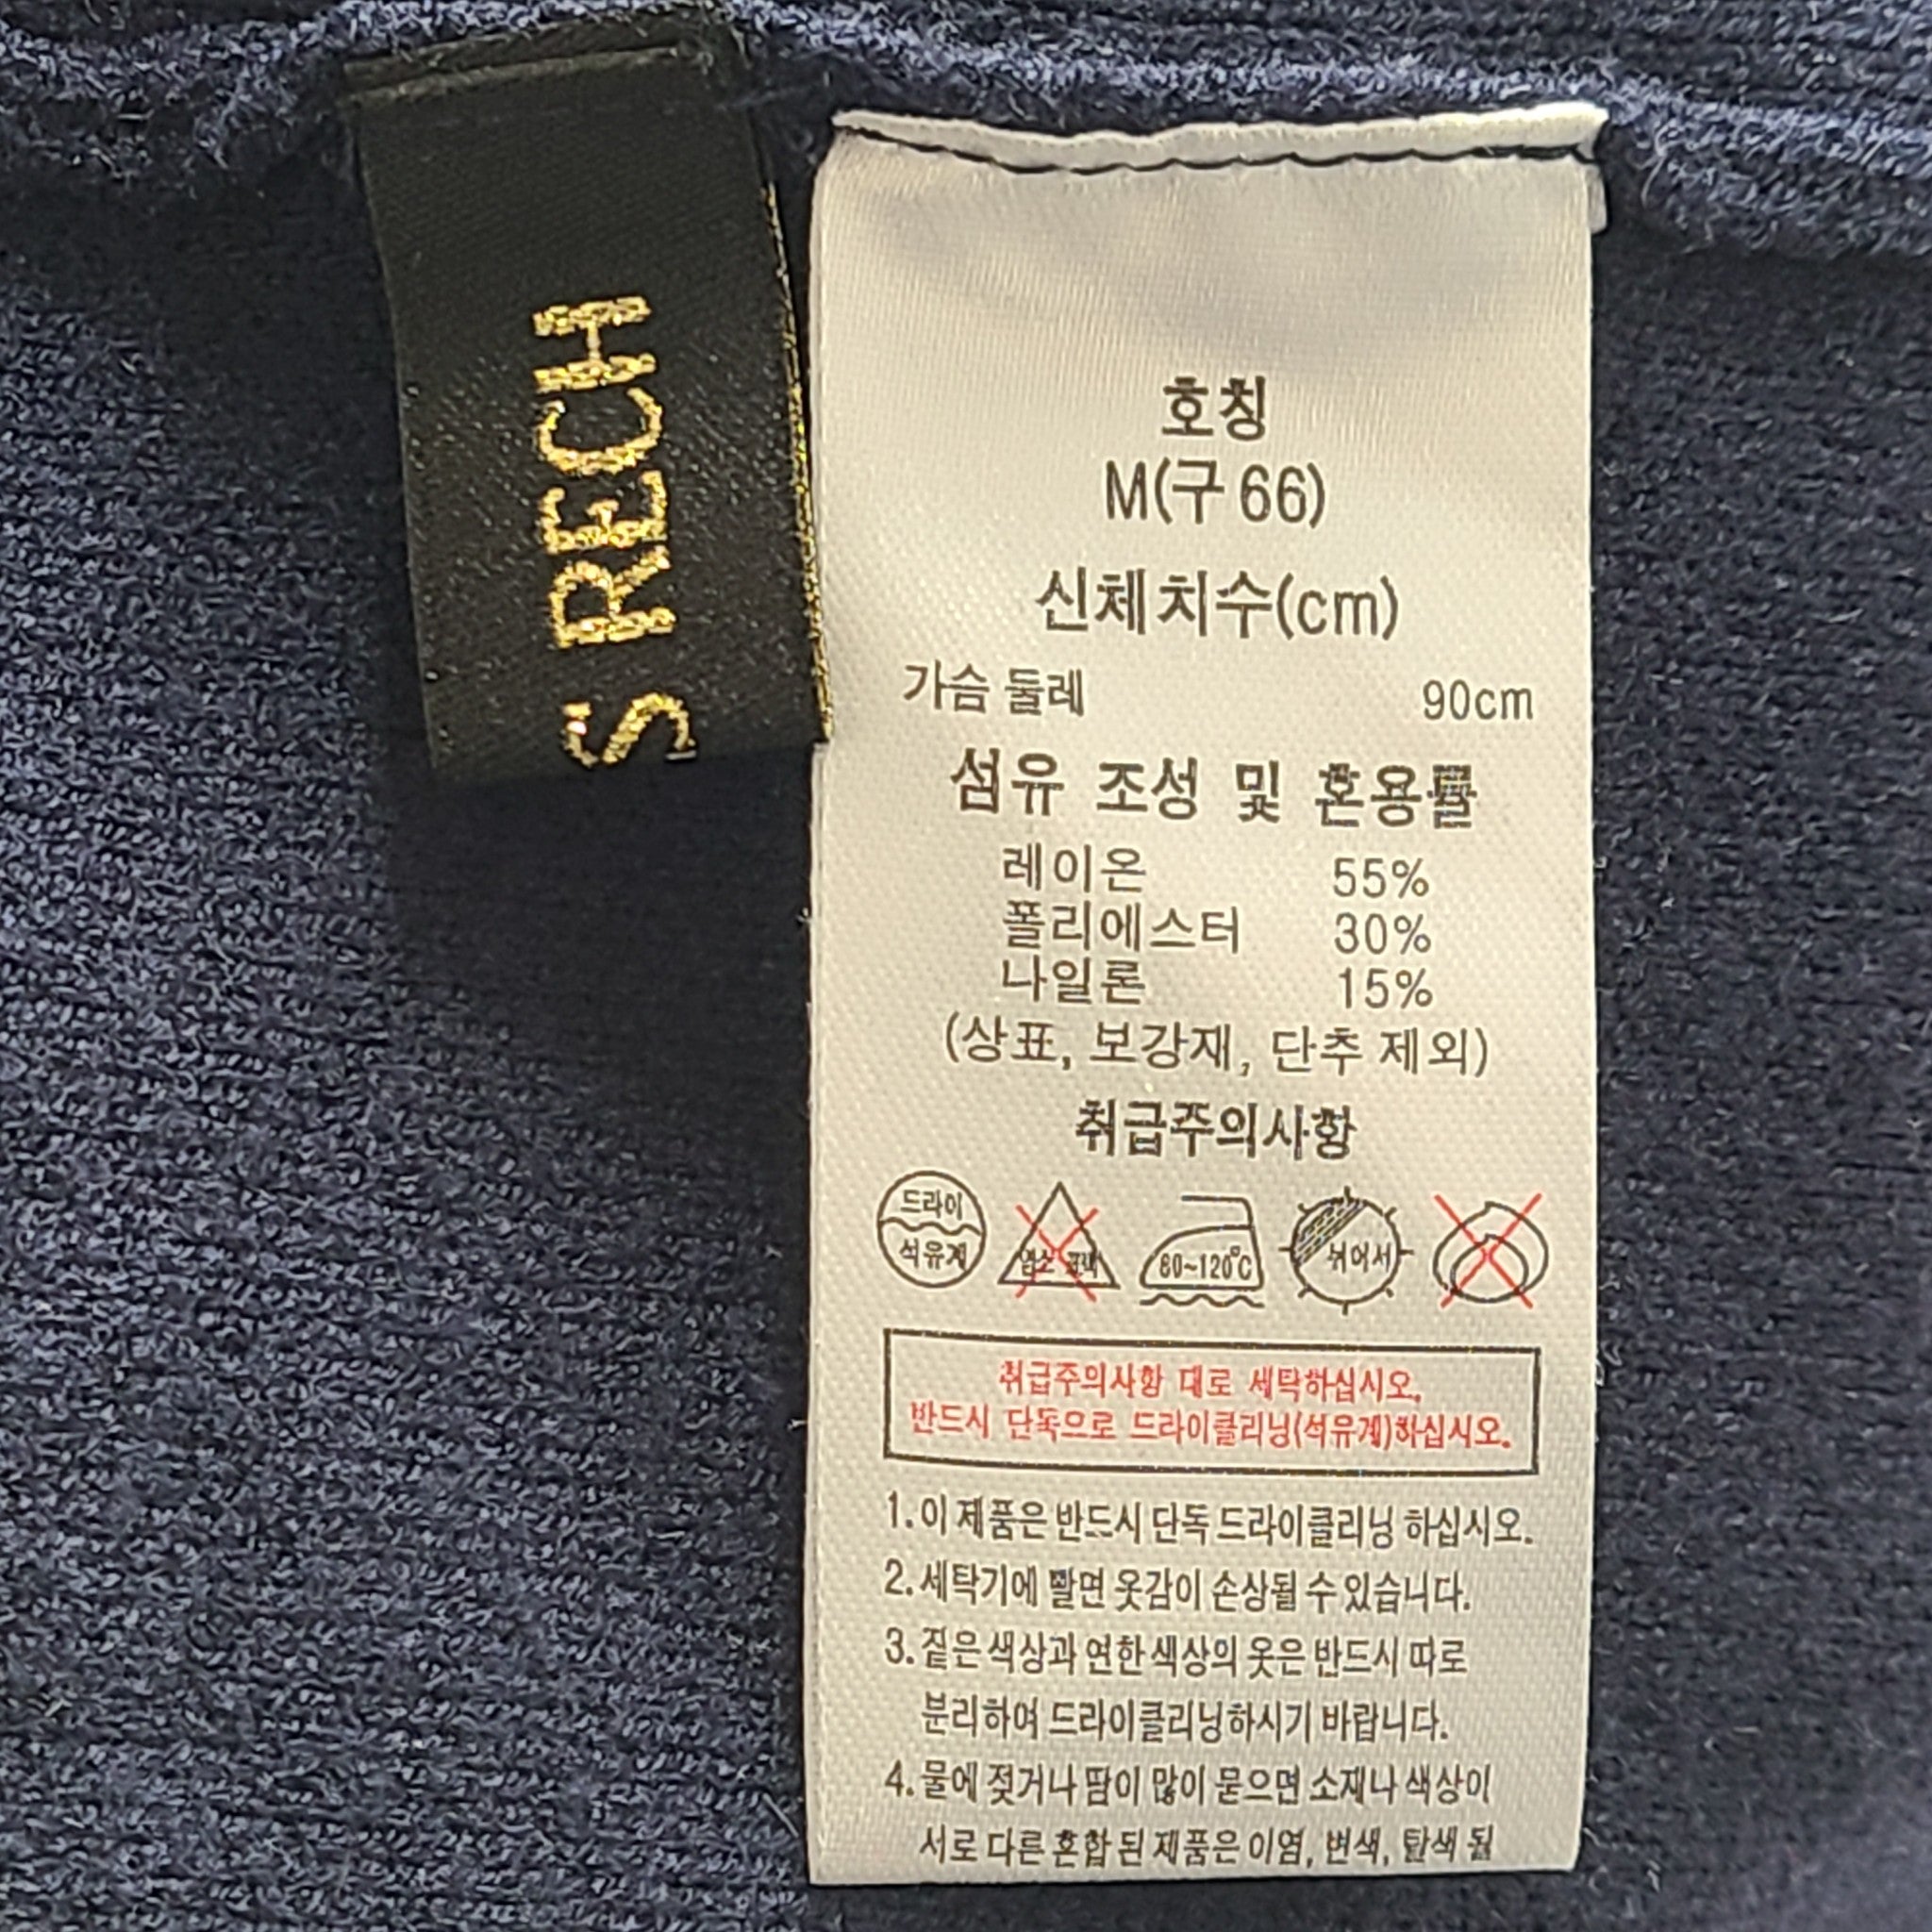 S RECH
호칭
M(구 66)
신체 치수(cm)
가슴 둘레 90cm
섬유 조성 및 혼용률
레이온 55%
폴리에스터 30%
나일론 15%
(상표, 보강재, 단추 제외)
취급주의사항
드라이
석유계
염소 표백
80~120℃
뉘어서
취급주의사항 대로 세탁하십시오.
반드시 단독으로 드라이클리닝(석유계)하십시오.
1. 이 제품은 반드시 단독 드라이클리닝 하십시오.
2. 세탁기에 빨면 옷감이 손상될 수 있습니다.
3. 짙은 색상과 연한 색상의 옷은 반드시 따로
분리하여 드라이클리닝하시기 바랍니다.
4. 물에 젖거나 땀이 많이 묻으면 소재나 색상이
서로 다른 혼합 된 제품은 이염, 변색, 탈색 될